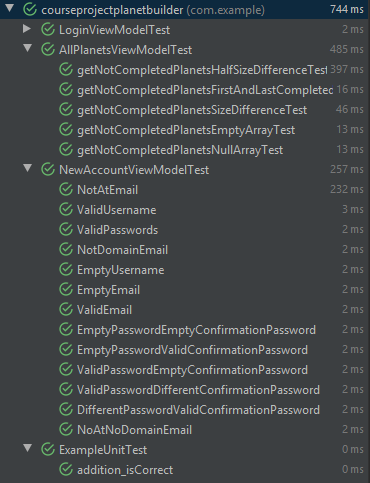 courseprojectplanetbuilder (com.example) 744 ms
LoginViewModelTest 2 ms
AllPlanetsViewModelTest 485 ms
getNotCompletedPlanetsHalfSizeDifferenceTest 397 ms
getNotCompletedPlanetsFirstAndLastCompleted 16 ms
getNotCompletedPlanetsSizeDifferenceTest 46 ms
getNotCompletedPlanetsEmptyArrayTest 13 ms
getNotCompletedPlanetsNullArrayTest 13 ms
NewAccountViewModelTest 257 ms
NotAtEmail 232 ms
ValidUsername 3 ms
ValidPasswords 2 ms
NotDomainEmail 2 ms
EmptyUsername 2 ms
EmptyEmail 2 ms
ValidEmail 2 ms
EmptyPasswordEmptyConfirmationPassword 2 ms
EmptyPasswordValidConfirmationPassword 2 ms
ValidPasswordEmptyConfirmationPassword 2 ms
ValidPasswordDifferentConfirmationPassword 2 ms
DifferentPasswordValidConfirmationPassword 2 ms
NoAtNoDomainEmail 2 ms
ExampleUnitTest 0 ms
addition_isCorrect 0 ms